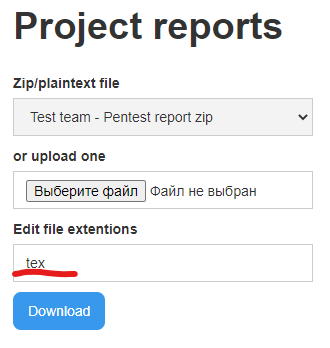 Project reports
Zip/plaintext file
Test team - Pentest report zip
or upload one
Выберите файл Файл не выбран
Edit file extentions
tex
Download